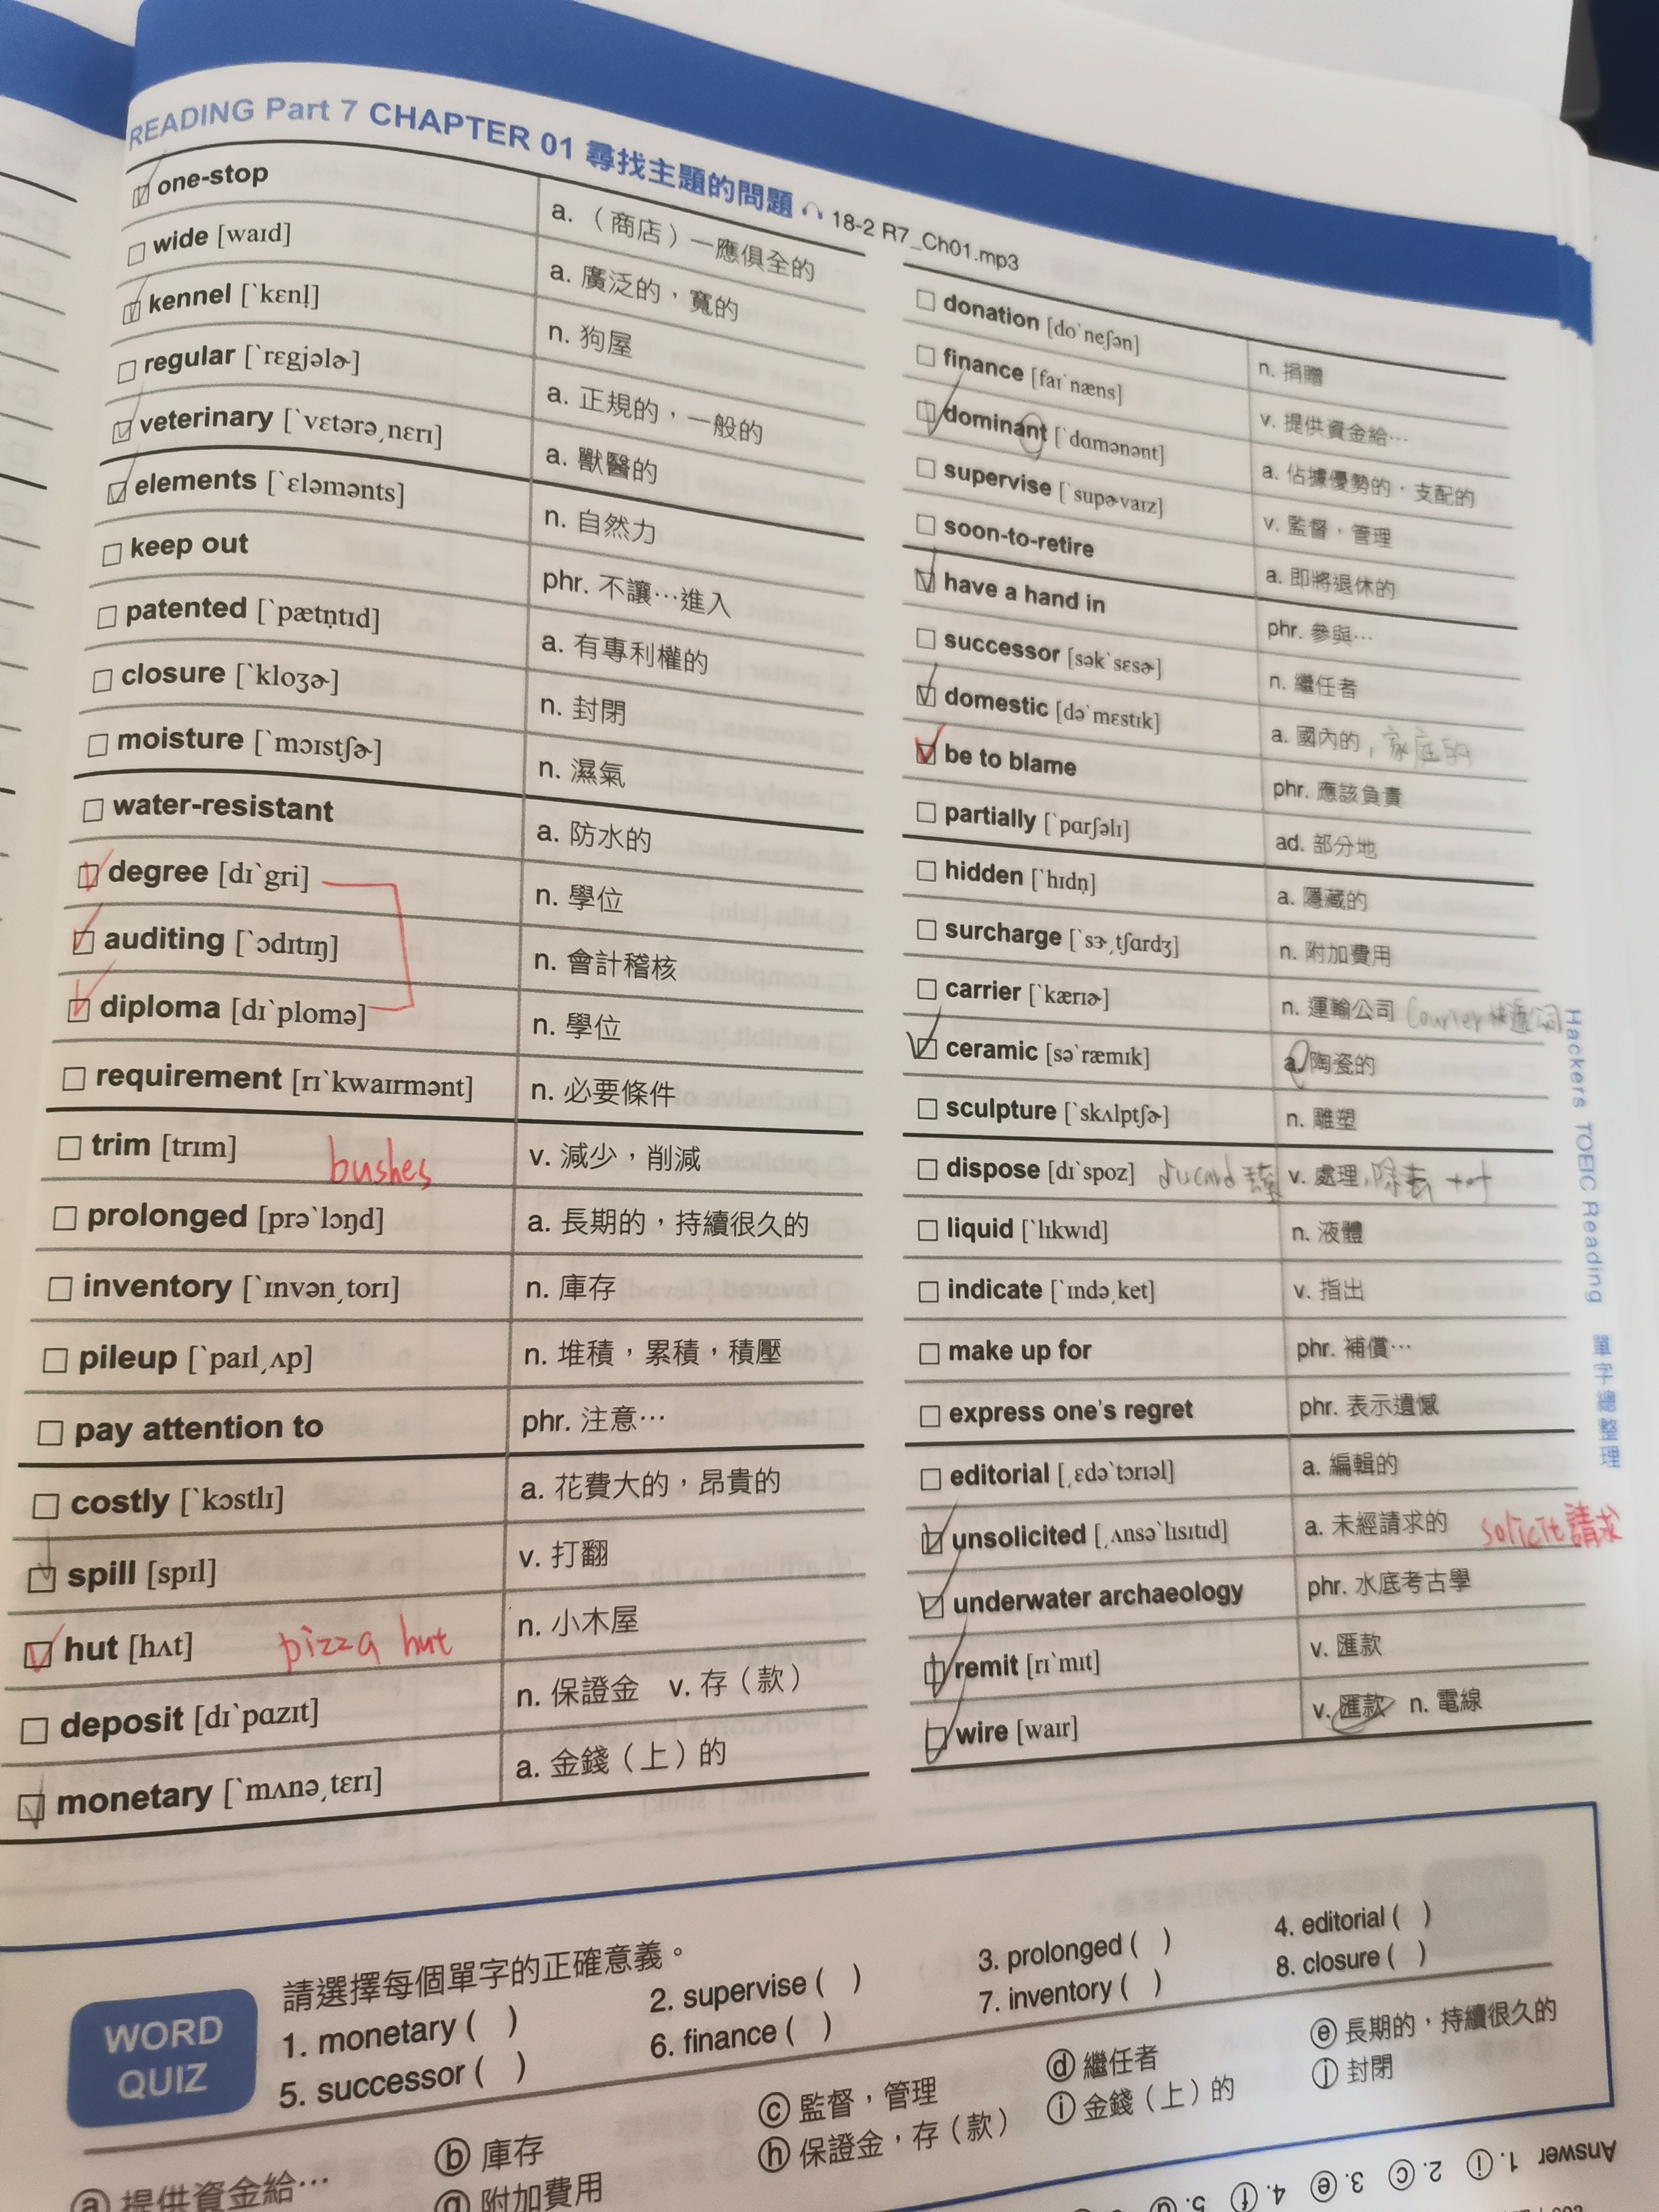 READING Part 7 CHAPTER 01 尋找主題的問題 18-2 R7_Ch01.mp3
one-stop a.（商店）一應俱全的
wide [waɪd] a. 廣泛的，寬的
kennel [ˋkɛnl̩] n. 狗屋
regular [ˋrɛgjələ˞] a. 正規的，一般的
veterinary [ˋvɛtərəˌnɛrɪ] a. 獸醫的
elements [ˋɛləmənts] n. 自然力
keep out phr. 不讓…進入
patented [ˋpætn̩tɪd] a. 有專利權的
closure [ˋkloʒɚ] n. 封閉
moisture [ˋmɔɪstʃɚ] n. 濕氣
water-resistant a. 防水的
degree [dɪˋgri] n. 學位
auditing [ˋɔdɪtɪŋ] n. 會計稽核
diploma [dɪˋplomə] n. 學位
requirement [rɪˋkwaɪrmənt] n. 必要條件
trim [trɪm] bushes v. 減少，削減
prolonged [prəˋlɔŋd] a. 長期的，持續很久的
inventory [ˋɪnvənˌtorɪ] n. 庫存
pileup [ˋpaɪlˌʌp] n. 堆積，累積，積壓
pay attention to phr. 注意…
costly [ˋkɔstlɪ] a. 花費大的，昂貴的
spill [spɪl] v. 打翻
hut [hʌt] pizza hut n. 小木屋
deposit [dɪˋpɑzɪt] n. 保證金 v. 存（款）
monetary [ˋmʌnəˌtɛrɪ] a. 金錢（上）的
donation [doˋneʃən] n. 捐贈
finance [faɪˋnæns] v. 提供資金給…
dominant [ˋdɑmənənt] a. 佔據優勢的，支配的
supervise [ˋsupɚvaɪz] v. 監督，管理
soon-to-retire a. 即將退休的
have a hand in phr. 參與…
successor [səkˋsɛsɚ] n. 繼任者
domestic [dəˋmɛstɪk] a. 國內的，家庭的
be to blame phr. 應該負責
partially [ˋpɑrʃəlɪ] ad. 部分地
hidden [ˋhɪdn̩] a. 隱藏的
surcharge [ˋsɝˌtʃɑrdʒ] n. 附加費用
carrier [ˋkærɪɚ] n. 運輸公司 Courier 快遞公司
ceramic [səˋræmɪk] a. 陶瓷的
sculpture [ˋskʌlptʃɚ] n. 雕塑
dispose [dɪˋspoz] v. 處理，除去 +of
liquid [ˋlɪkwɪd] n. 液體
indicate [ˋɪndəˌket] v. 指出
make up for phr. 補償…
express one's regret phr. 表示遺憾
editorial [ˌɛdəˋtɔrɪəl] a. 編輯的
unsolicited [ˌʌnsəˋlɪsɪtɪd] a. 未經請求的 solicit 請求
underwater archaeology phr. 水底考古學
remit [rɪˋmɪt] v. 匯款
wire [waɪr] v. 匯款 n. 電線
Hackers TOEIC Reading 單字總整理
WORD QUIZ
請選擇每個單字的正確意義。
1. monetary ( ) 2. supervise ( ) 3. prolonged ( ) 4. editorial ( )
5. successor ( ) 6. finance ( ) 7. inventory ( ) 8. closure ( )
ⓐ 提供資金給… ⓑ 庫存 ⓒ 監督，管理 ⓓ 繼任者 ⓔ 長期的，持續很久的
ⓖ 附加費用 ⓗ 保證金，存（款） ⓘ 金錢（上）的 ⓙ 封閉
Answer 1. ⓘ 2. ⓒ 3. ⓔ 4. ⓕ 5. ⓓ